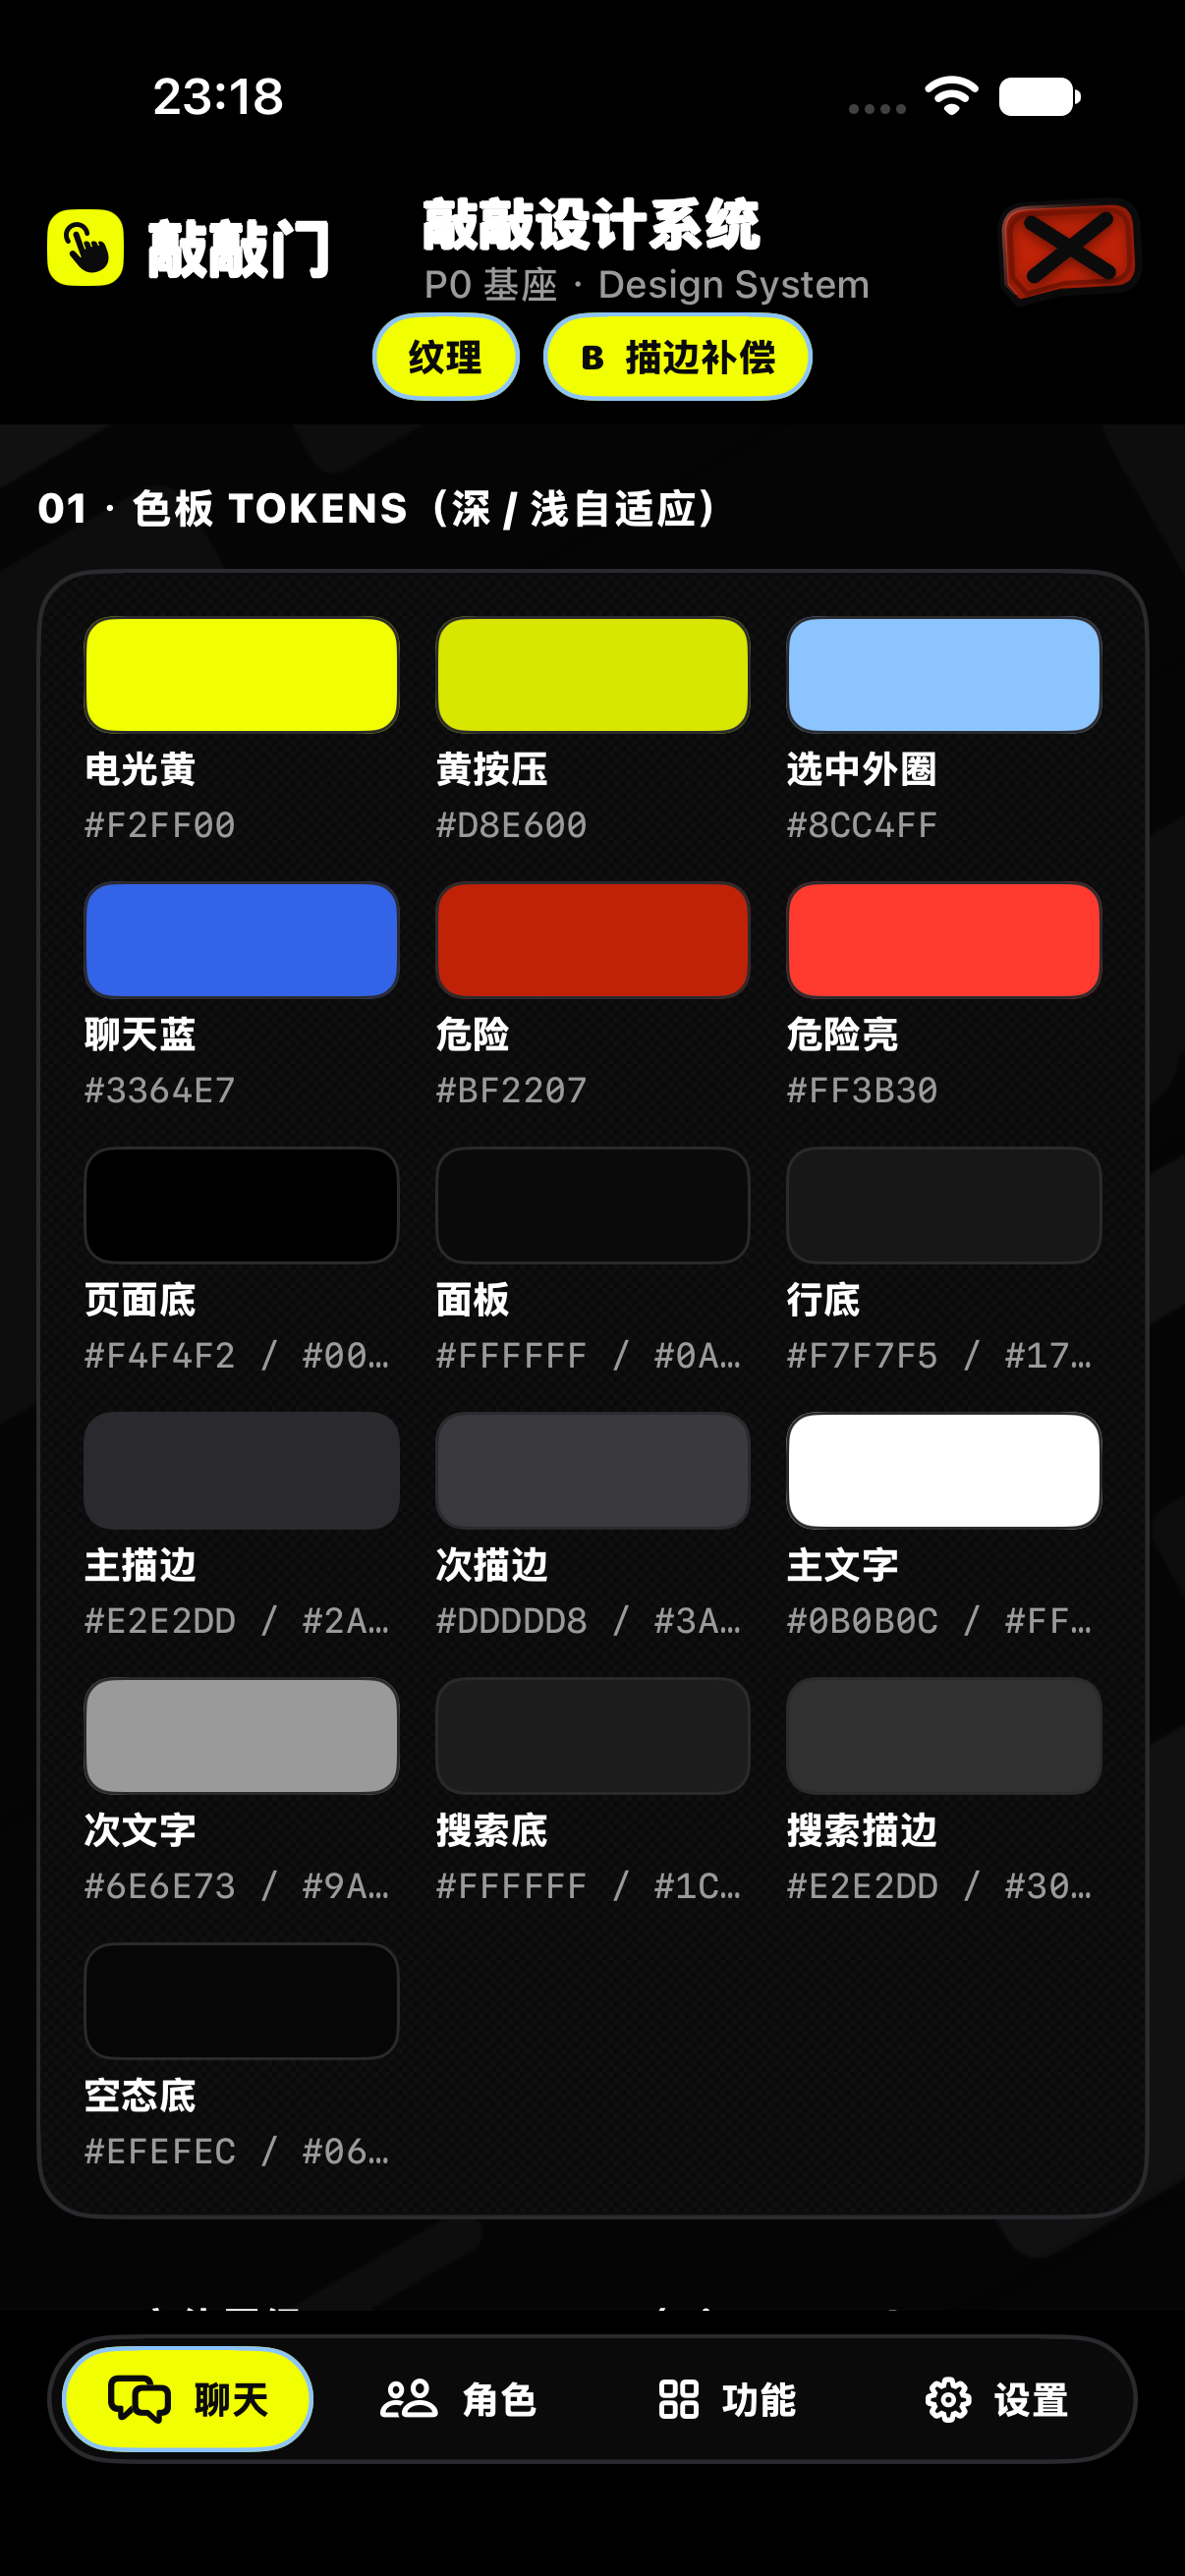 23:18
敲敲门
敲敲设计系统
P0 基座 · Design System
纹理
B 描边补偿
01 · 色板 TOKENS（深 / 浅自适应）
电光黄
黄按压
选中外圈
#F2FF00
#D8E600
#8CC4FF
聊天蓝
危险
危险亮
#3364E7
#BF2207
#FF3B30
页面底
面板
行底
#F4F4F2 / #00…
#FFFFFF / #0A…
#F7F7F5 / #17…
主描边
次描边
主文字
#E2E2DD / #2A…
#DDDDD8 / #3A…
#0B0B0C / #FF…
次文字
搜索底
搜索描边
#6E6E73 / #9A…
#FFFFFF / #1C…
#E2E2DD / #30…
空态底
#EFEFEC / #06…
聊天
角色
功能
设置